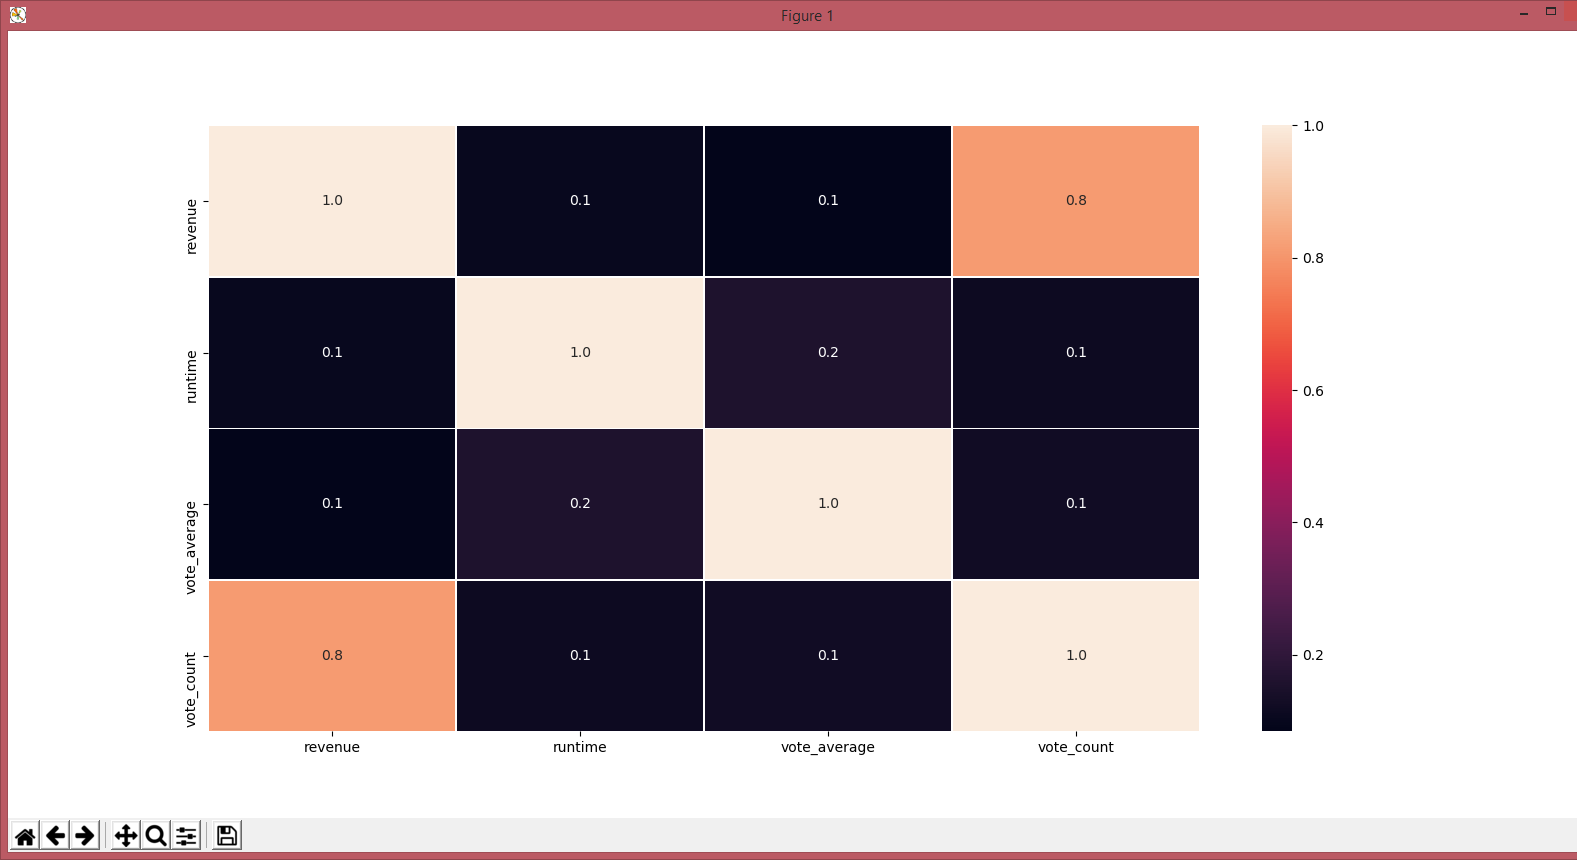 Figure 1
1.0 0.1 0.1 0.8 1.0
revenue
0.8
0.1 1.0 0.2 0.1
runtime
0.6
0.1 0.2 1.0 0.1
vote_average
0.4
0.8 0.1 0.1 1.0 0.2
vote_count
revenue runtime vote_average vote_count